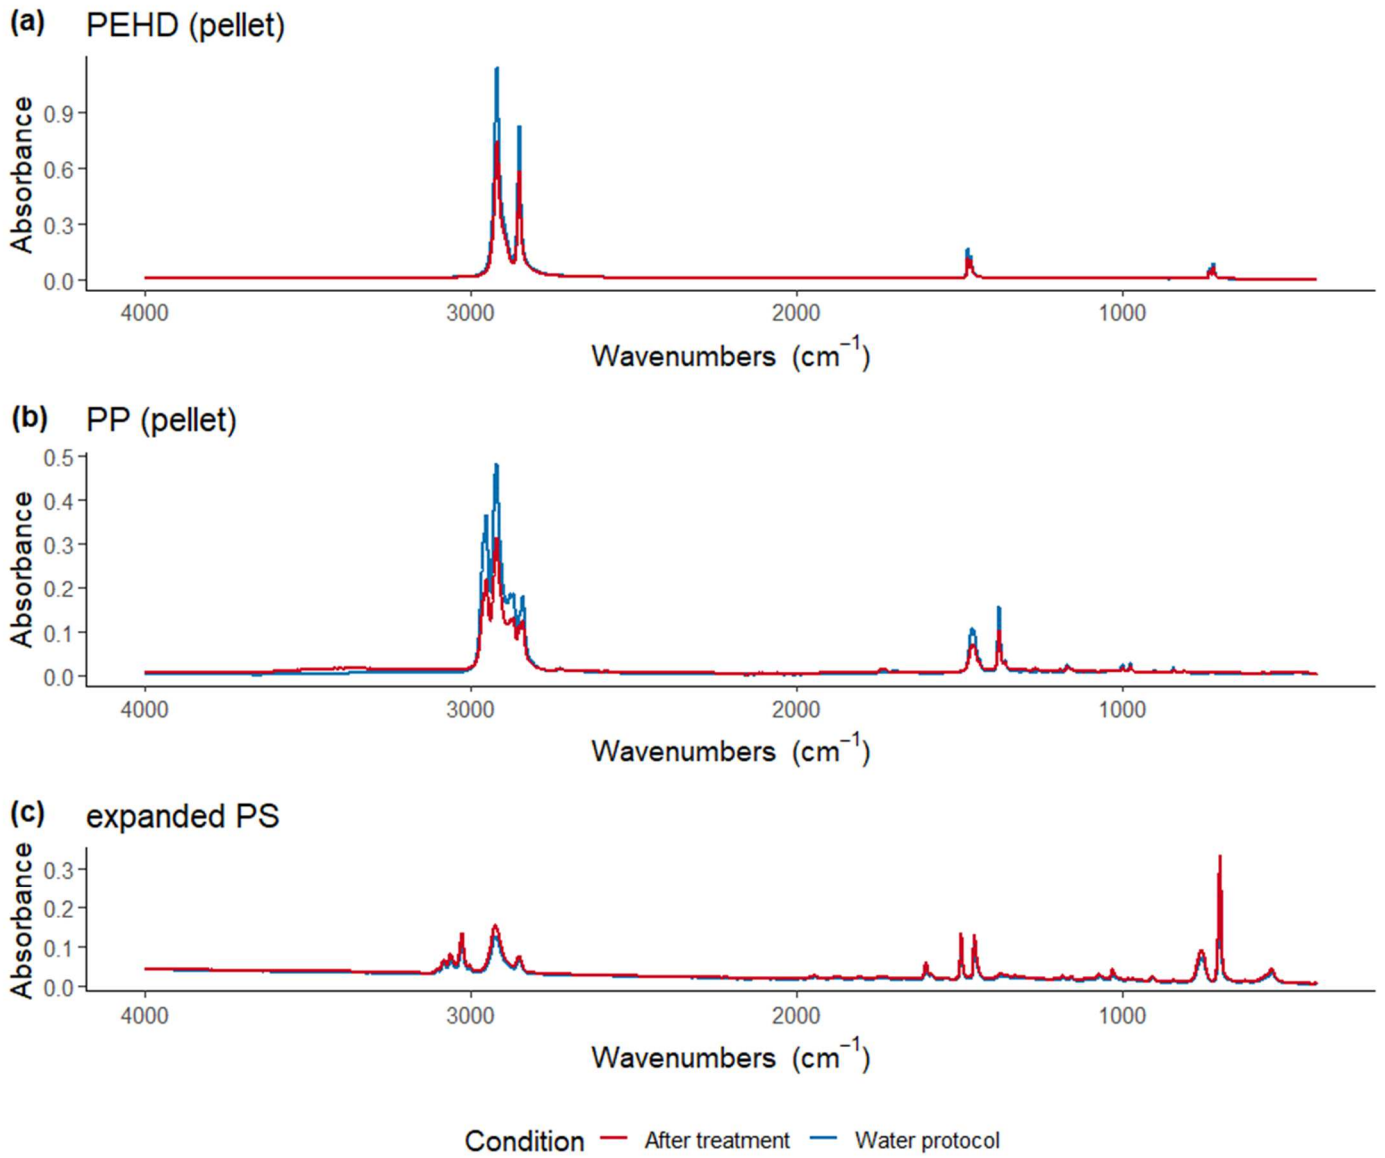 (a) PEHD (pellet)
Absorbance
0.9
0.6
0.3
0.0
4000 3000 2000 1000
Wavenumbers (cm⁻¹)
(b) PP (pellet)
Absorbance
0.5
0.4
0.3
0.2
0.1
0.0
4000 3000 2000 1000
Wavenumbers (cm⁻¹)
(c) expanded PS
Absorbance
0.3
0.2
0.1
0.0
4000 3000 2000 1000
Wavenumbers (cm⁻¹)
Condition After treatment Water protocol